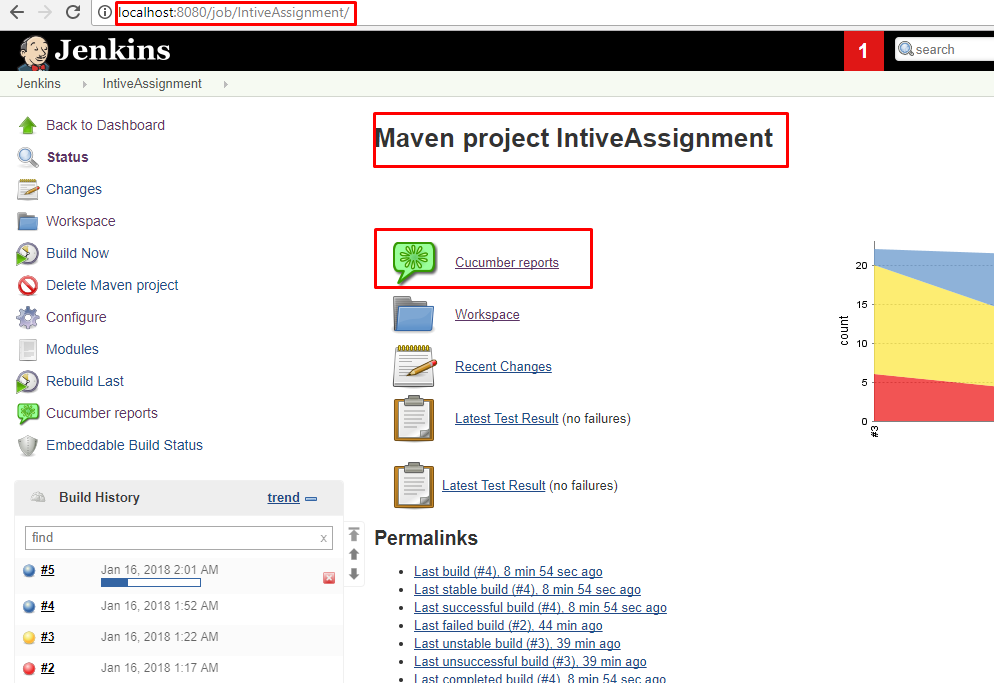 localhost:8080/job/IntiveAssignment/
Jenkins
1
search
Jenkins IntiveAssignment
Back to Dashboard
Status
Changes
Workspace
Build Now
Delete Maven project
Configure
Modules
Rebuild Last
Cucumber reports
Embeddable Build Status
Build History trend
find x
#5 Jan 16, 2018 2:01 AM
#4 Jan 16, 2018 1:52 AM
#3 Jan 16, 2018 1:22 AM
#2 Jan 16, 2018 1:17 AM
Maven project IntiveAssignment
Cucumber reports
Workspace
Recent Changes
Latest Test Result (no failures)
Latest Test Result (no failures)
Permalinks
Last build (#4), 8 min 54 sec ago
Last stable build (#4), 8 min 54 sec ago
Last successful build (#4), 8 min 54 sec ago
Last failed build (#2), 44 min ago
Last unstable build (#3), 39 min ago
Last unsuccessful build (#3), 39 min ago
Last completed build (#4), 8 min 54 sec ago
count
20
15
10
5
0
#3